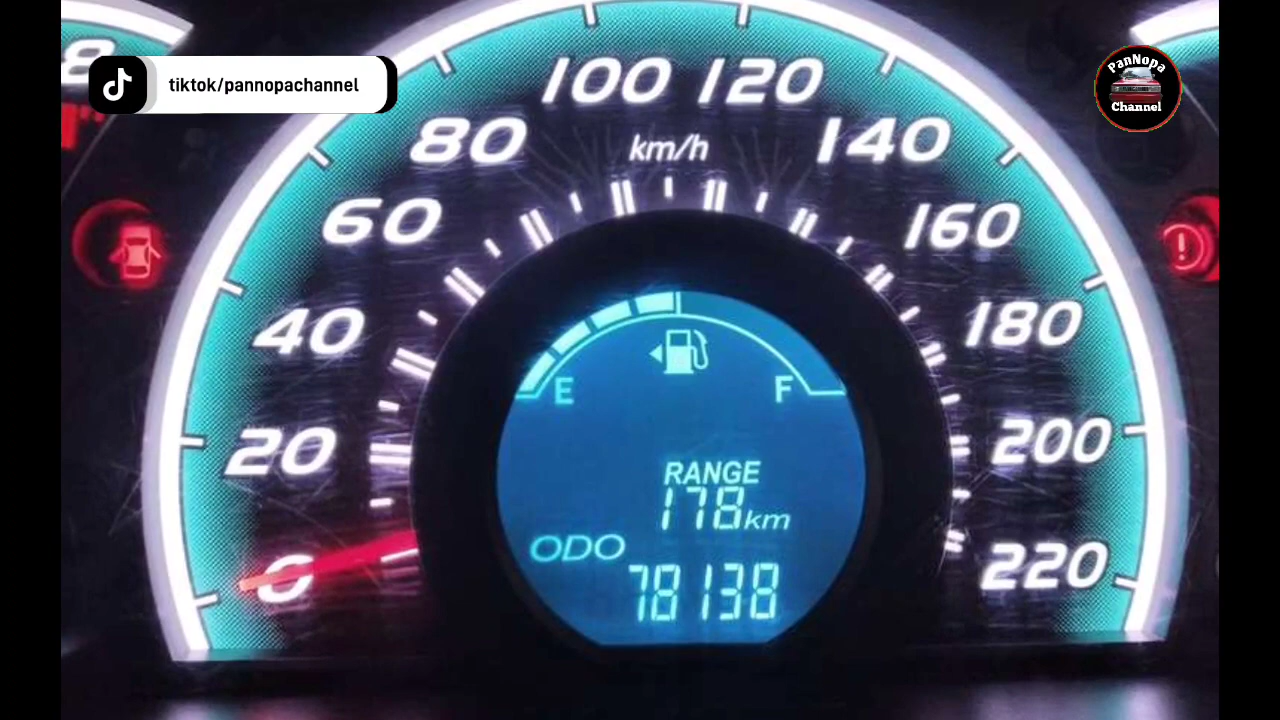 8
tiktok/pannopachannel
PanNopa
Channel
100 120
80
km/h
140
60
160
40
180
E
F
20
200
RANGE
178km
ODO
78138
0
220